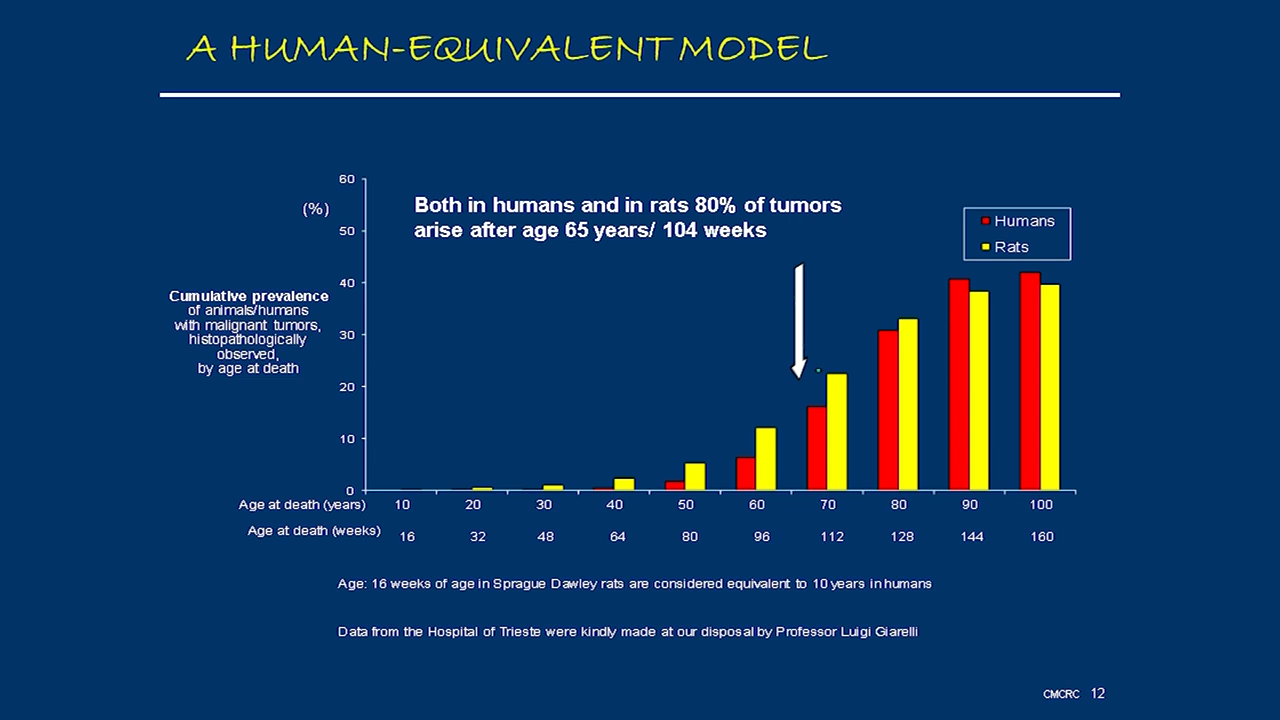 A HUMAN-EQUIVALENT MODEL
60
(%)
Both in humans and in rats 80% of tumors
arise after age 65 years/ 104 weeks
Humans
Rats
50
40
Cumulative prevalence
of animals/humans
with malignant tumors,
histopathologically
observed,
by age at death
30
20
10
0
Age at death (years) 10 20 30 40 50 60 70 80 90 100
Age at death (weeks) 16 32 48 64 80 96 112 128 144 160
Age: 16 weeks of age in Sprague Dawley rats are considered equivalent to 10 years in humans
Data from the Hospital of Trieste were kindly made at our disposal by Professor Luigi Giarelli
CMCRC 12